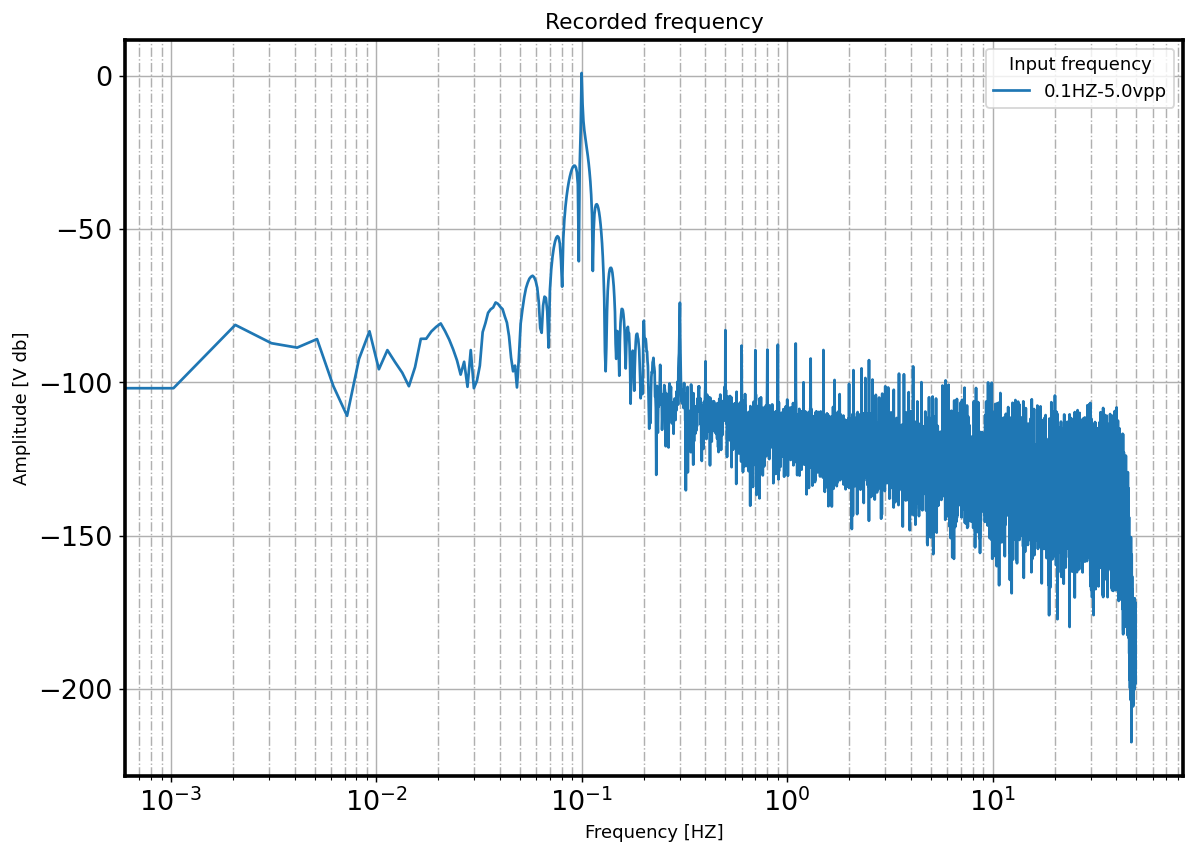 Recorded frequency
Input frequency
0.1HZ-5.0vpp
0
−50
−100
−150
−200
Amplitude [V db]
10⁻³ 10⁻² 10⁻¹ 10⁰ 10¹
Frequency [HZ]